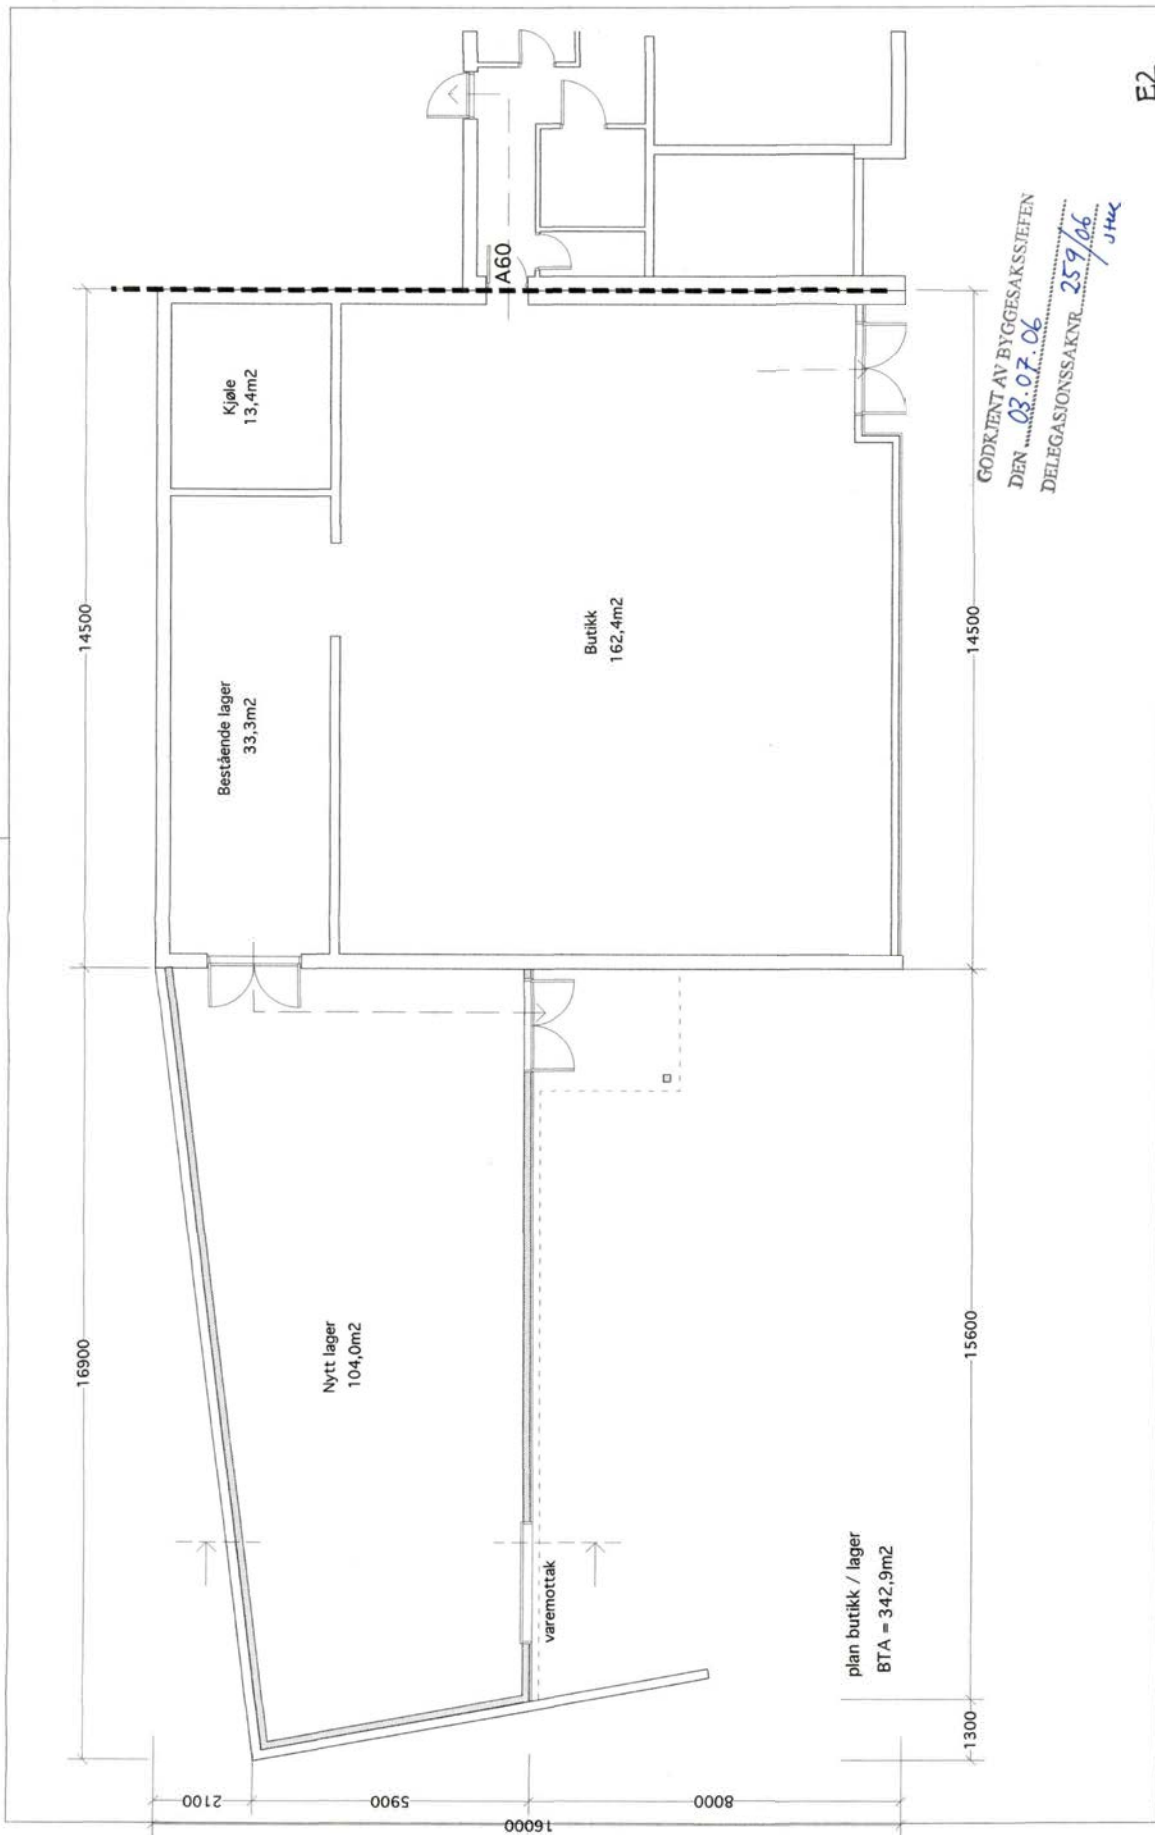 14500
16900
Kjøle
13,4m2
A60
Bestående lager
33,3m2
Butikk
162,4m2
Nytt lager
104,0m2
varemottak
plan butikk / lager
BTA = 342,9m2
14500
15600
1300
2100
5900
8000
16000
GODKJENT AV BYGGESAKSSJEFEN
DEN 03.07.06
DELEGASJONSSAKNR 259/06
E2